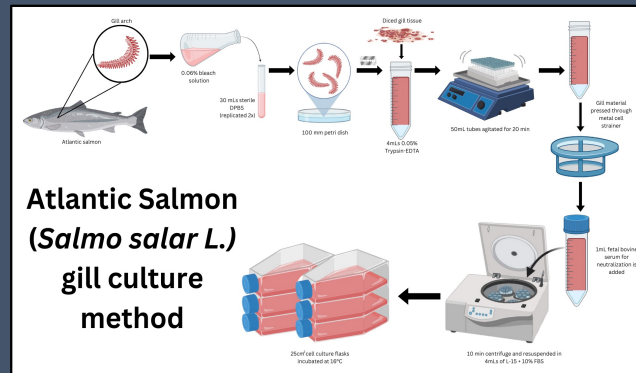 Gill arch
0.06% bleach
solution
30 mLs sterile
DPBS
(replicated 2x)
100 mm petri dish
Diced gill tissue
4mLs 0.05%
Trypsin-EDTA
50mL tubes agitated for 20 min
Gill material
pressed through
metal cell
strainer
Atlantic salmon
Atlantic Salmon
(Salmo salar L.)
gill culture
method
1mL fetal bovine
serum for
neutralization is
added
10 min centrifuge and resuspended in
4mLs of L-15 + 10% FBS
25cm² cell culture flasks
incubated at 16°C